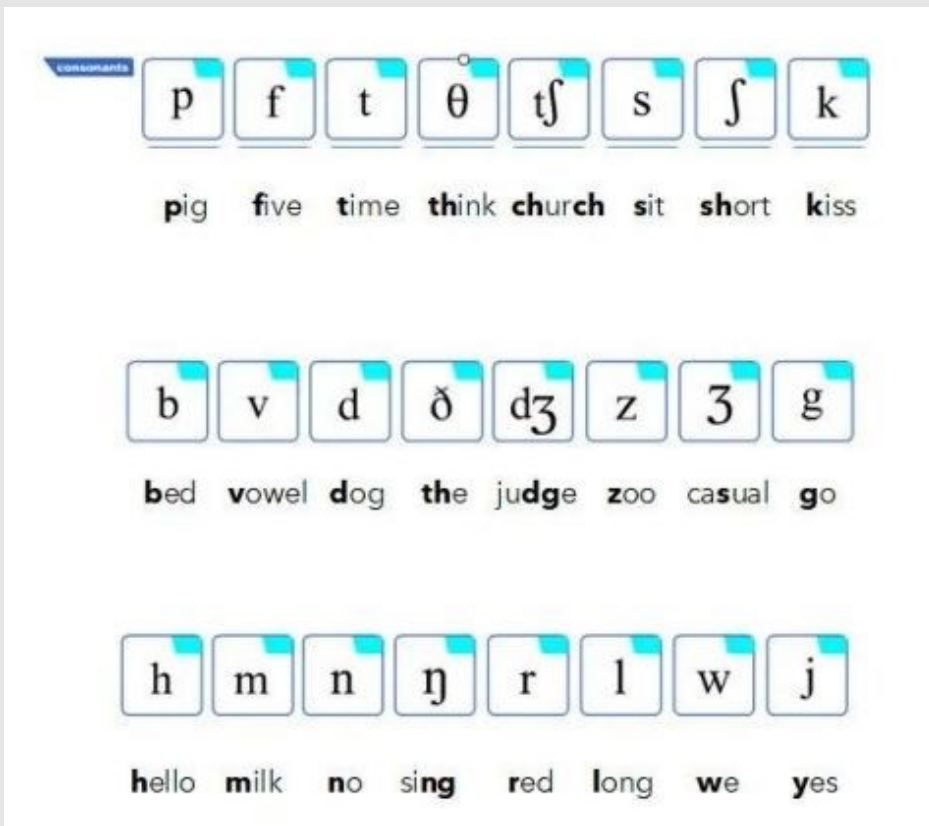 consonants
p f t θ tʃ s ʃ k
pig five time think church sit short kiss
b v d ð dʒ z ʒ g
bed vowel dog the judge zoo casual go
h m n ŋ r l w j
hello milk no sing red long we yes